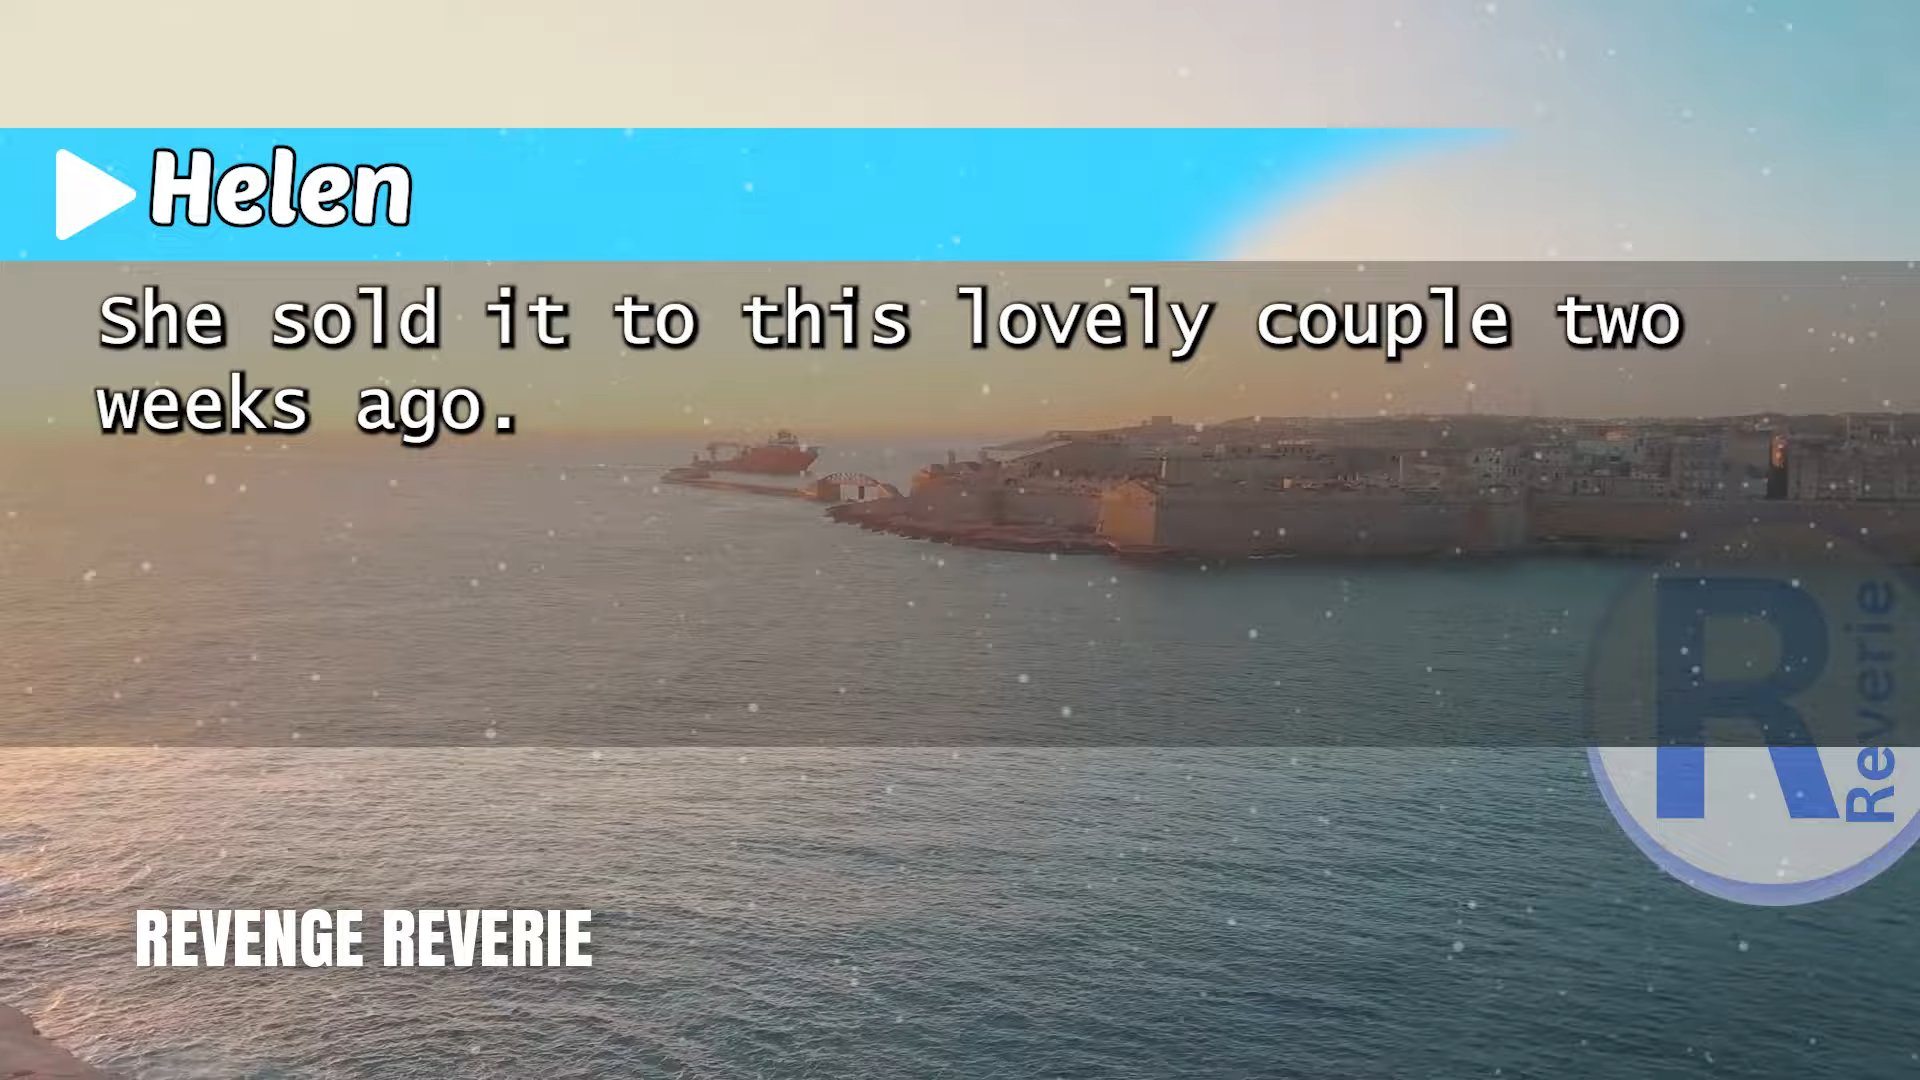 Helen
She sold it to this lovely couple two
weeks ago.
R
Reverie
REVENGE REVERIE